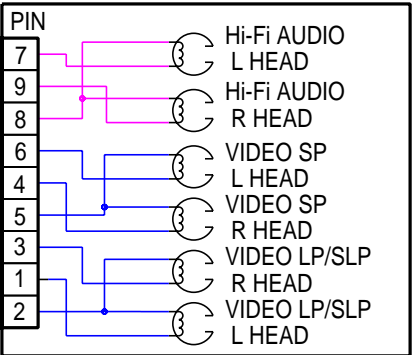 PIN
7
9
8
6
4
5
3
1
2
Hi-Fi AUDIO
L HEAD
Hi-Fi AUDIO
R HEAD
VIDEO SP
L HEAD
VIDEO SP
R HEAD
VIDEO LP/SLP
R HEAD
VIDEO LP/SLP
L HEAD